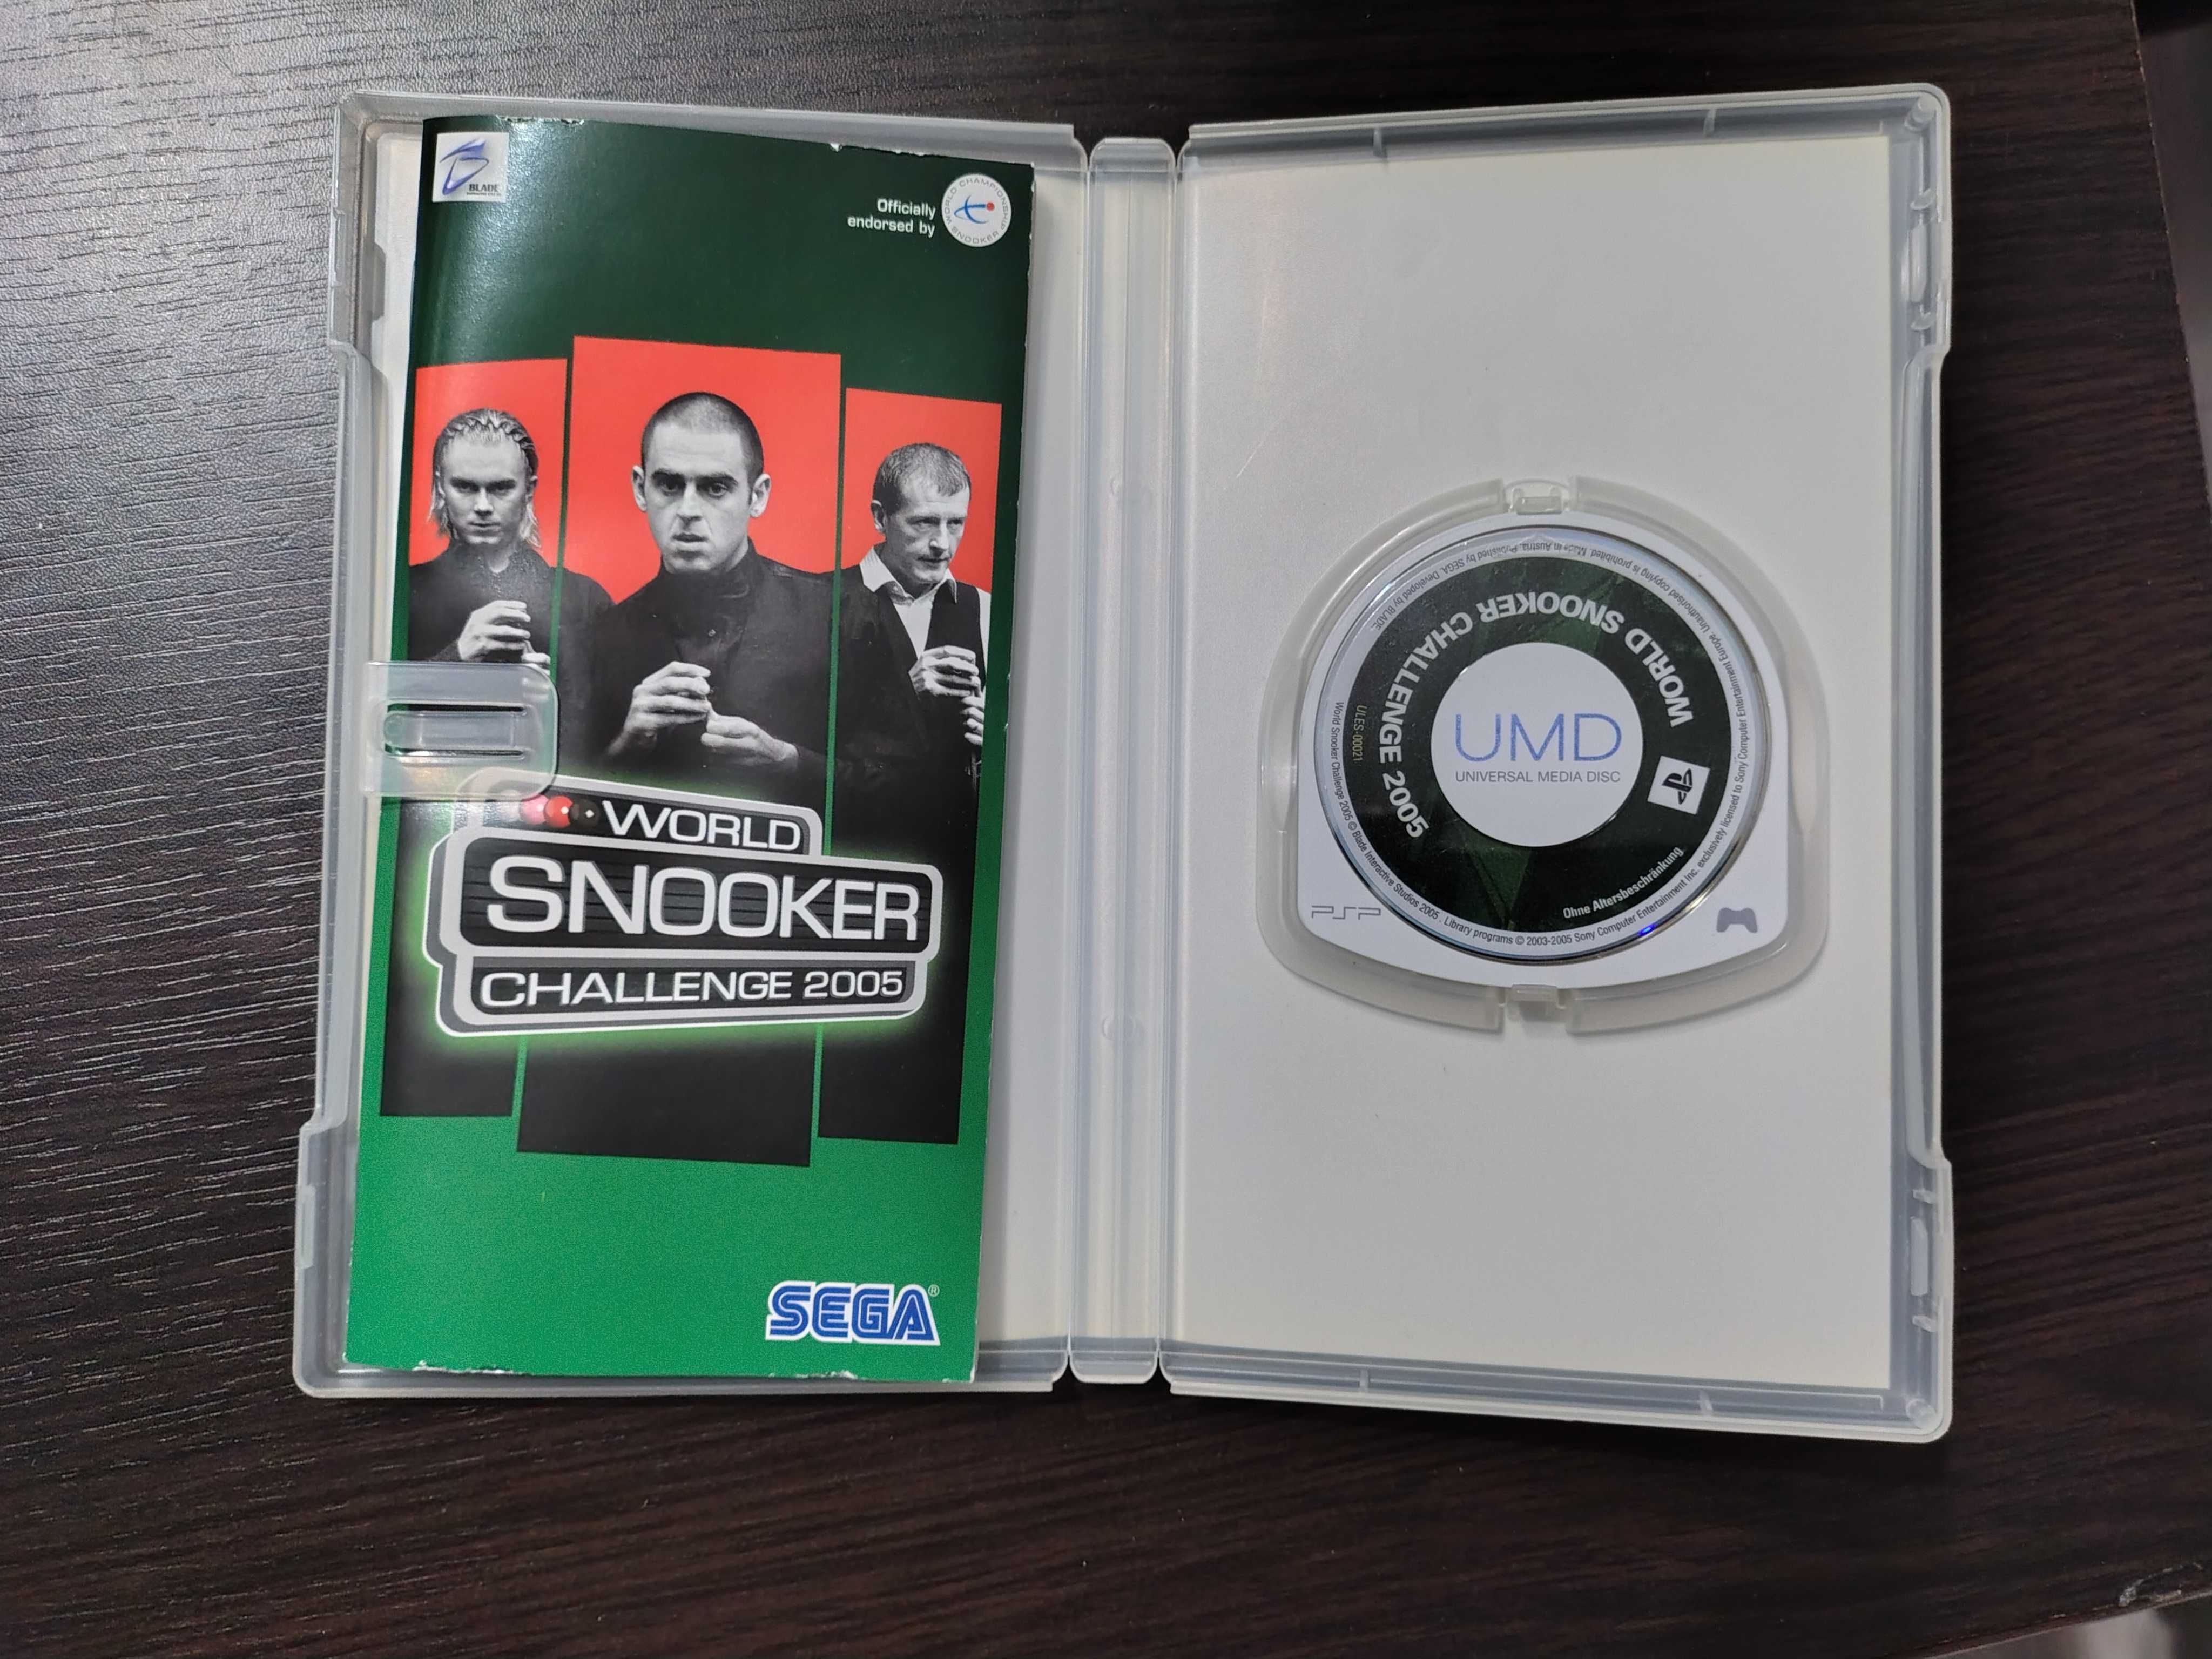 BLADE
Officially
endorsed by
WORLD CHAMPIONSHIP
SNOOKER
WORLD
SNOOKER
CHALLENGE 2005
SEGA®
WORLD SNOOKER CHALLENGE 2005
UMD
UNIVERSAL MEDIA DISC
ULES-00021
Ohne Altersbeschränkung
World Snooker Challenge 2005 © Blade Interactive Studios 2005. Library programs © 2003-2005 Sony Computer Entertainment Inc. exclusively licensed to Sony Computer Entertainment Europe. Unauthorised copying is prohibited. Made in Austria. Published by SEGA. Developed by BLADE.
PSP